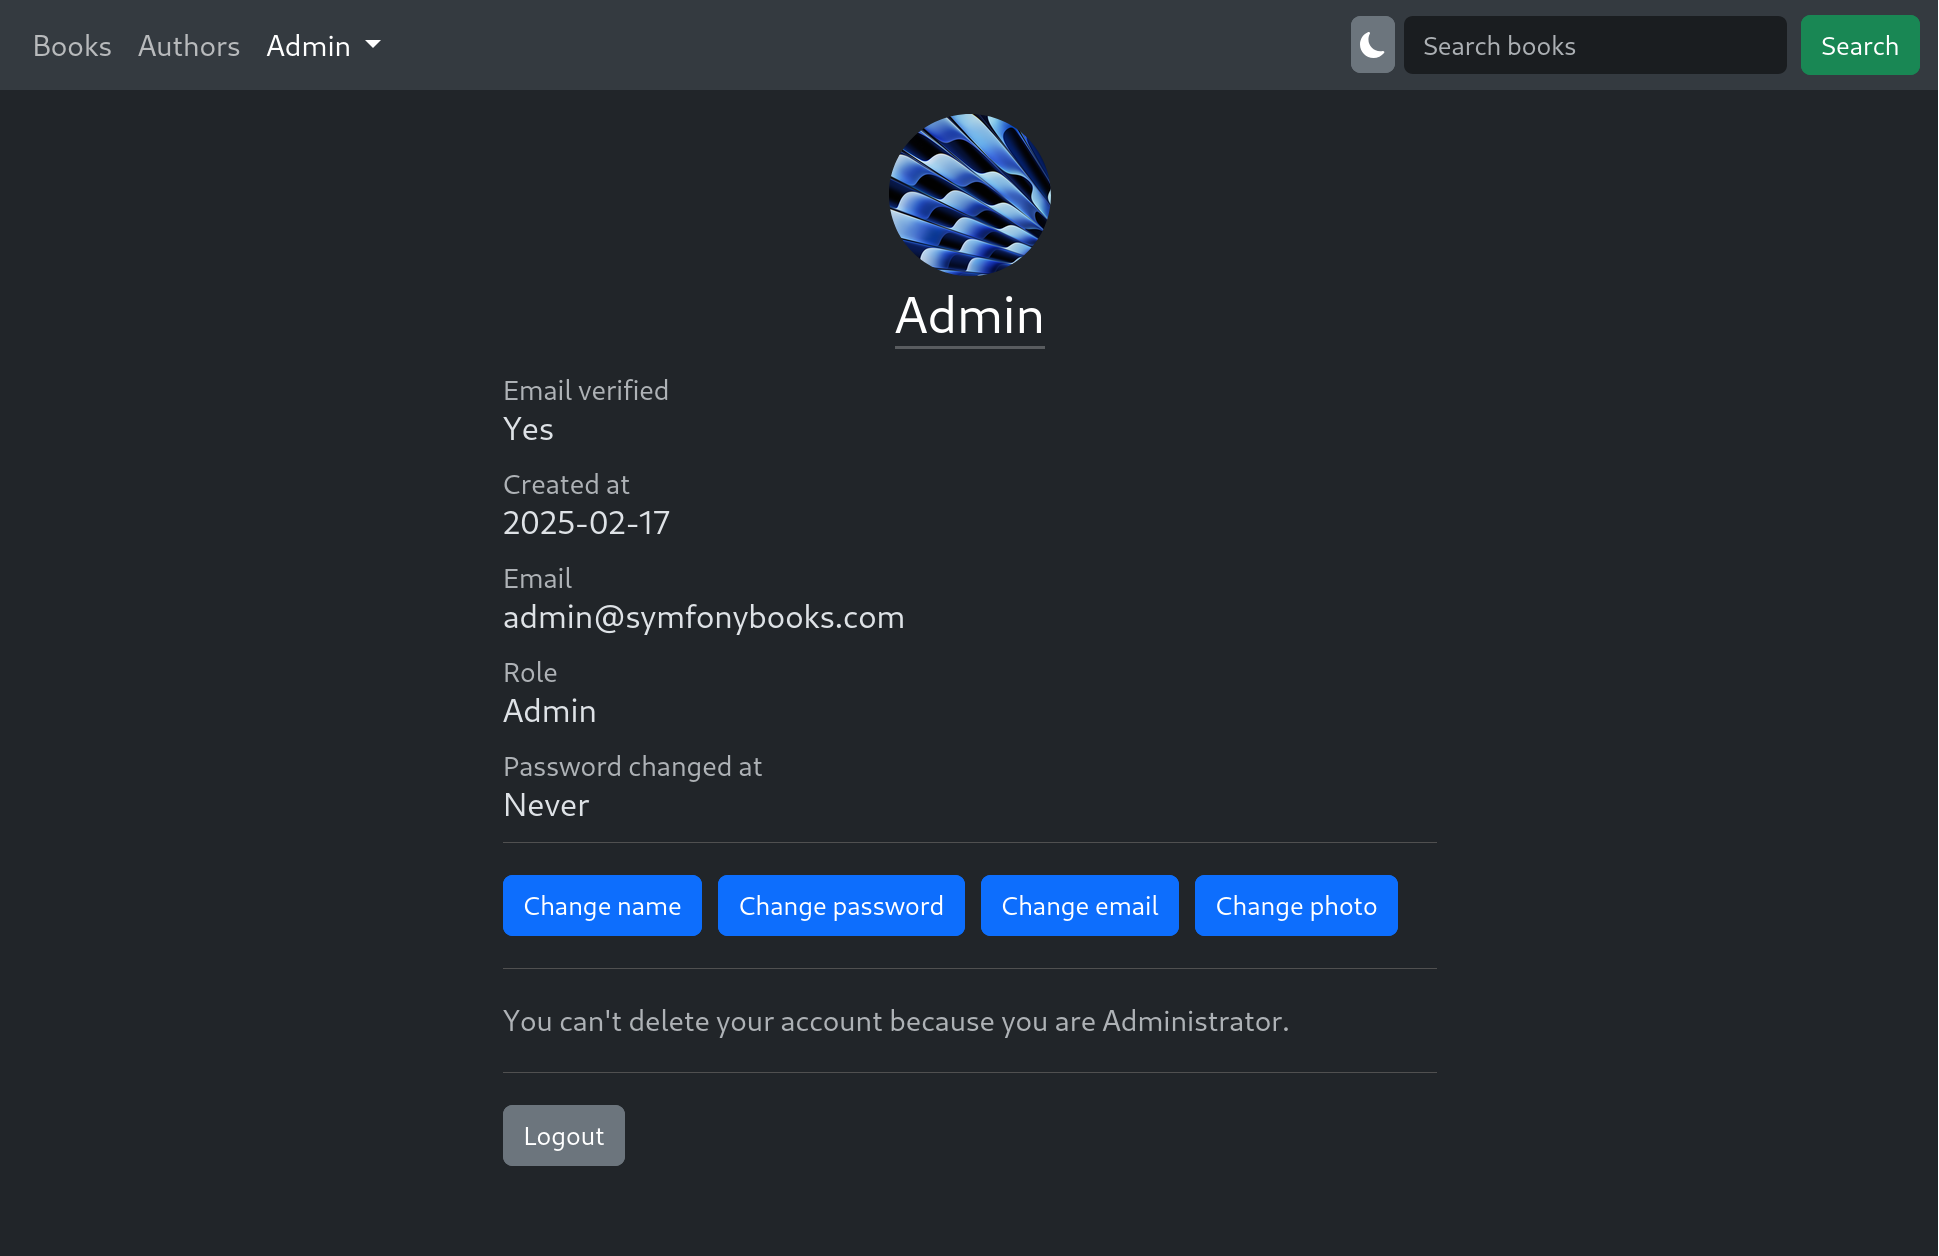 Books Authors Admin Search books Search
Admin
Email verified
Yes
Created at
2025-02-17
Email
admin@symfonybooks.com
Role
Admin
Password changed at
Never
Change name Change password Change email Change photo
You can't delete your account because you are Administrator.
Logout